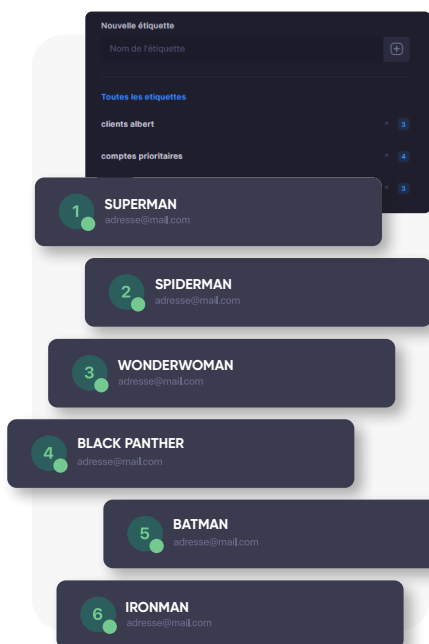 Nouvelle étiquette
Nom de l'étiquette
Toutes les etiquettes
clients albert × 3
comptes prioritaires × 4
× 3
1
SUPERMAN
adresse@mail.com
2
SPIDERMAN
adresse@mail.com
3
WONDERWOMAN
adresse@mail.com
4
BLACK PANTHER
adresse@mail.com
5
BATMAN
adresse@mail.com
6
IRONMAN
adresse@mail.com